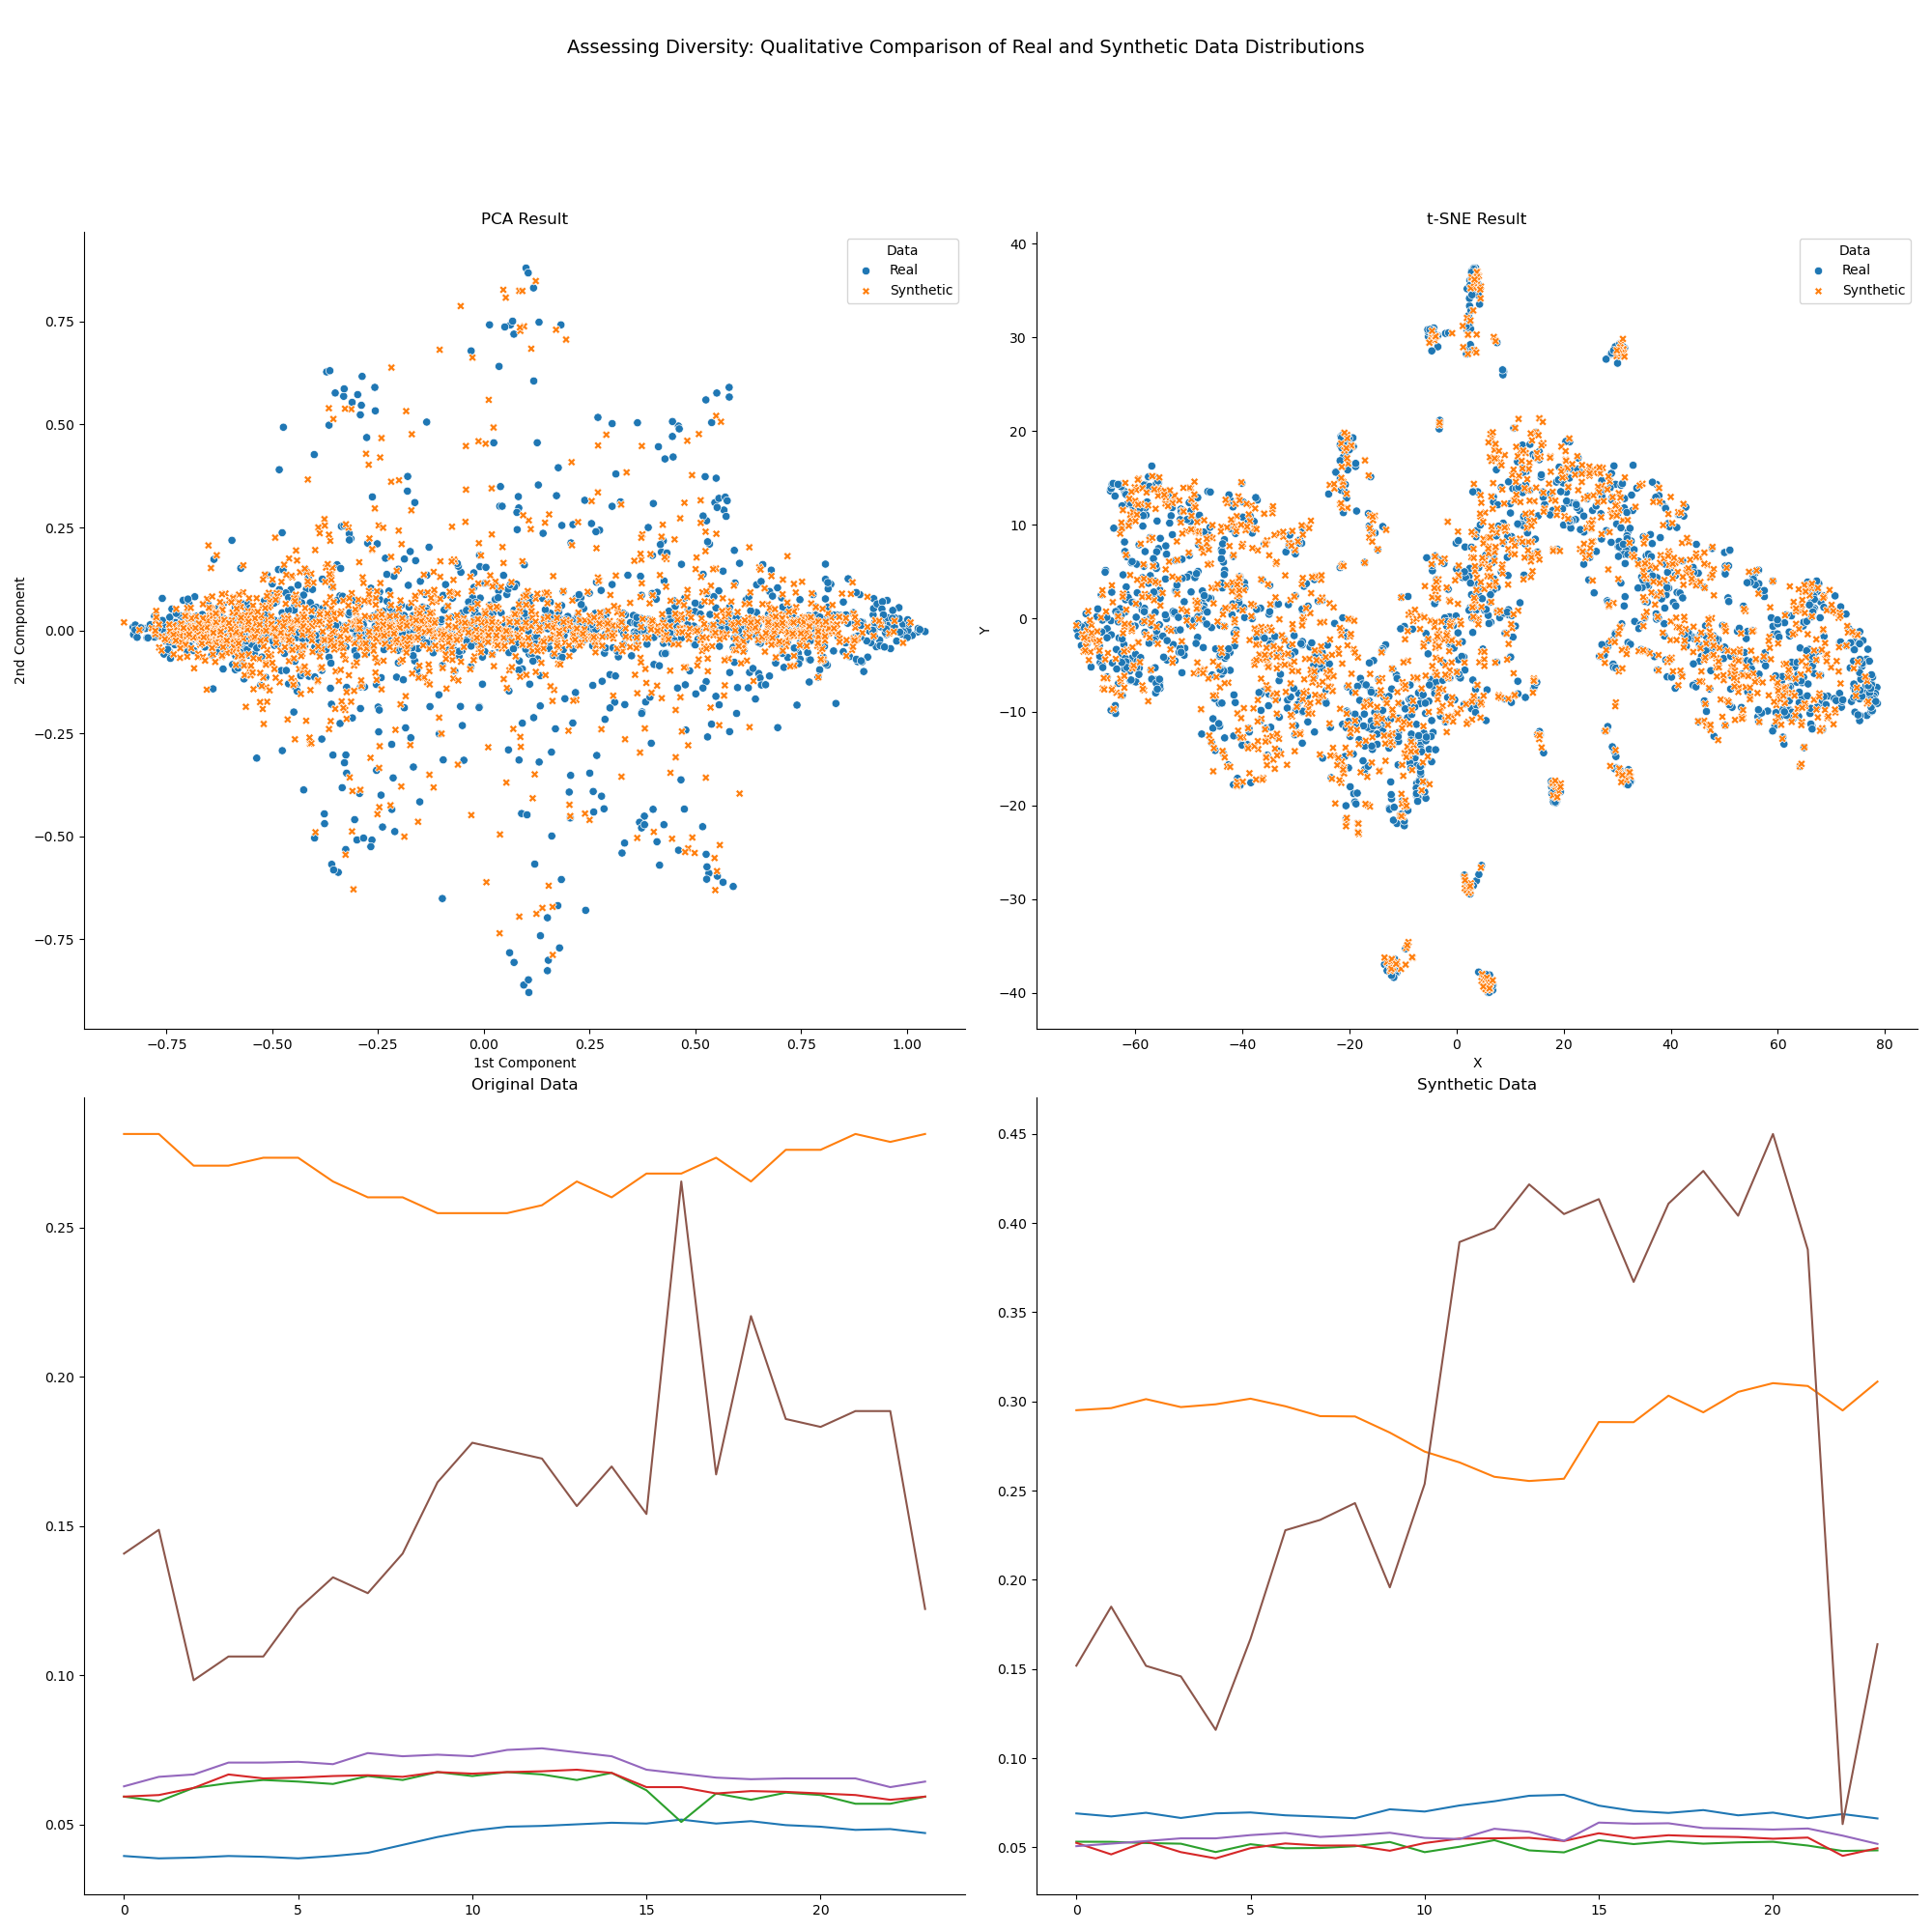 Assessing Diversity: Qualitative Comparison of Real and Synthetic Data Distributions
PCA Result
Data
Real
Synthetic
2nd Component
0.75
0.50
0.25
0.00
−0.25
−0.50
−0.75
−0.75 −0.50 −0.25 0.00 0.25 0.50 0.75 1.00
1st Component
t-SNE Result
Data
Real
Synthetic
Y
40
30
20
10
0
−10
−20
−30
−40
−60 −40 −20 0 20 40 60 80
X
Original Data
0.25
0.20
0.15
0.10
0.05
0 5 10 15 20
Synthetic Data
0.45
0.40
0.35
0.30
0.25
0.20
0.15
0.10
0.05
0 5 10 15 20